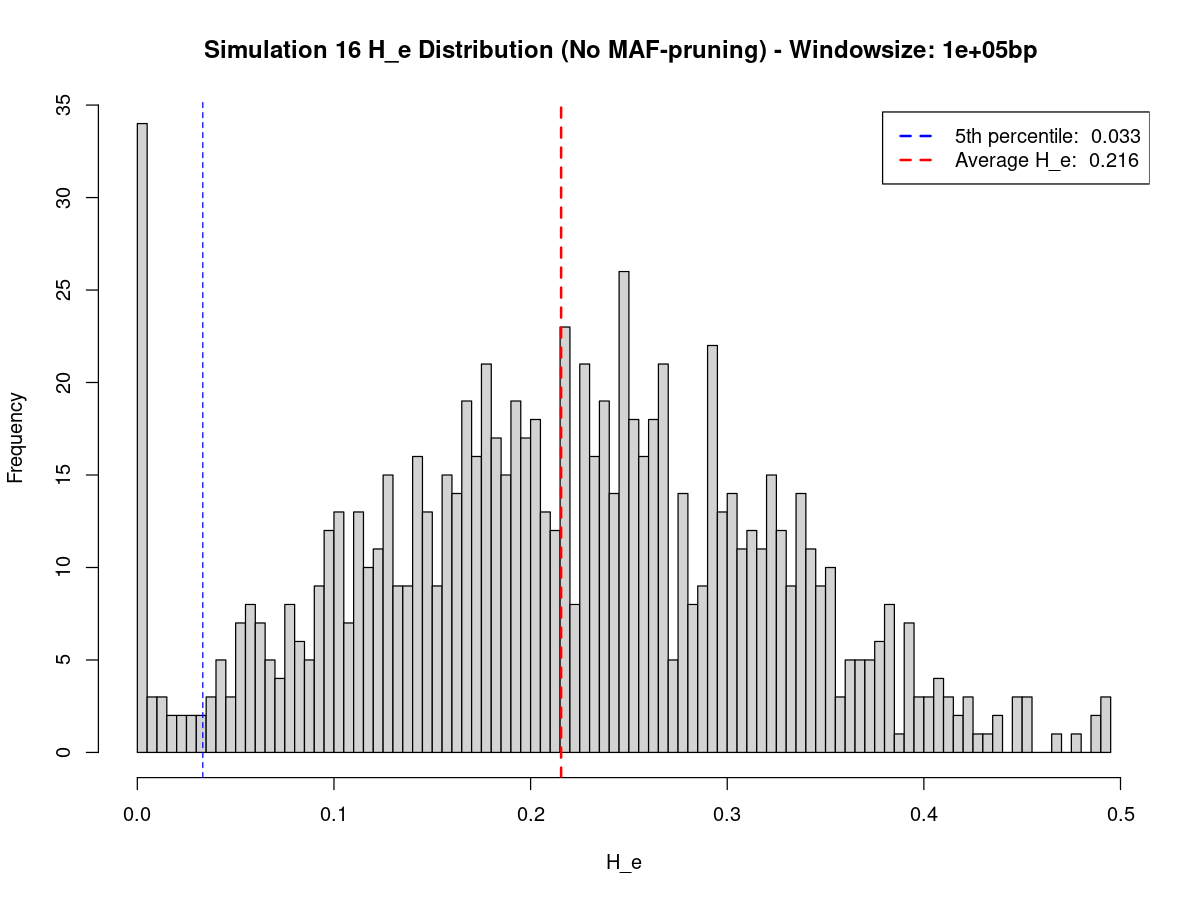 Simulation 16 H_e Distribution (No MAF-pruning) - Windowsize: 1e+05bp
5th percentile:  0.033
Average H_e:  0.216
Frequency
35
30
25
20
15
10
5
0
0.0 0.1 0.2 0.3 0.4 0.5
H_e